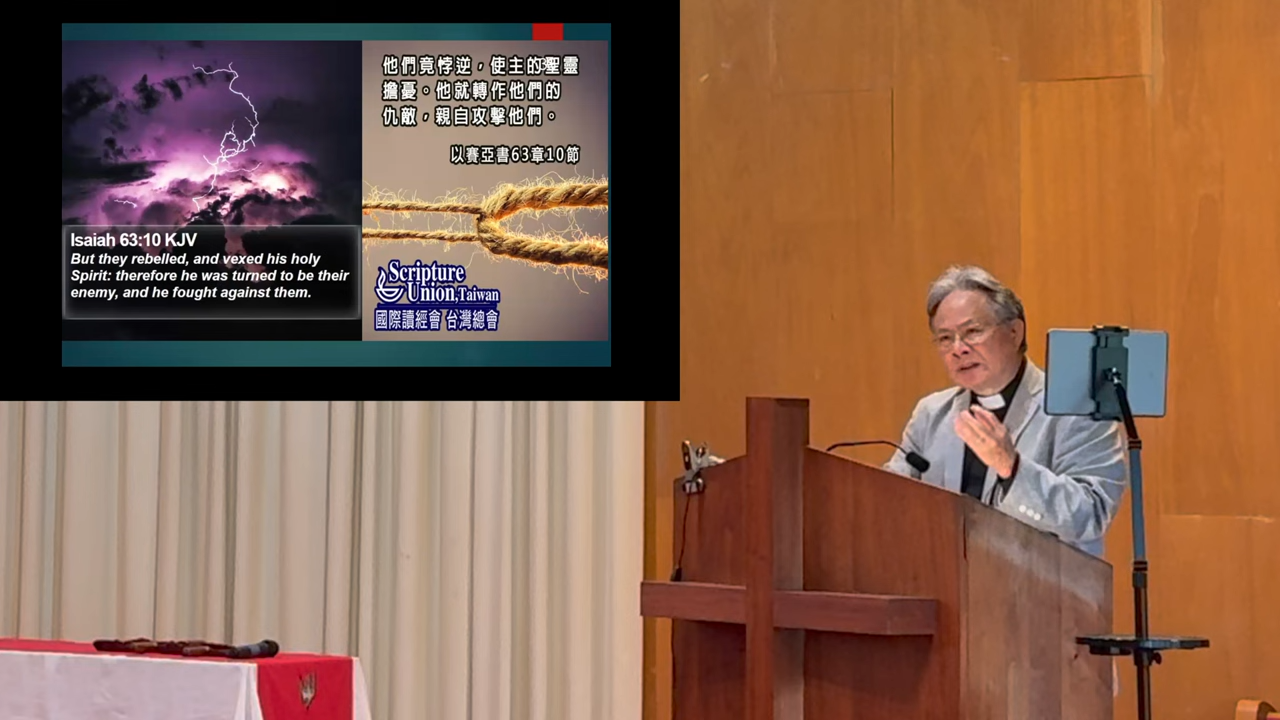 他們竟悖逆，使主的聖靈
擔憂。他就轉作他們的
仇敵，親自攻擊他們。
以賽亞書63章10節
Isaiah 63:10 KJV
But they rebelled, and vexed his holy
Spirit: therefore he was turned to be their
enemy, and he fought against them.
Scripture
Union,Taiwan
國際讀經會 台灣總會